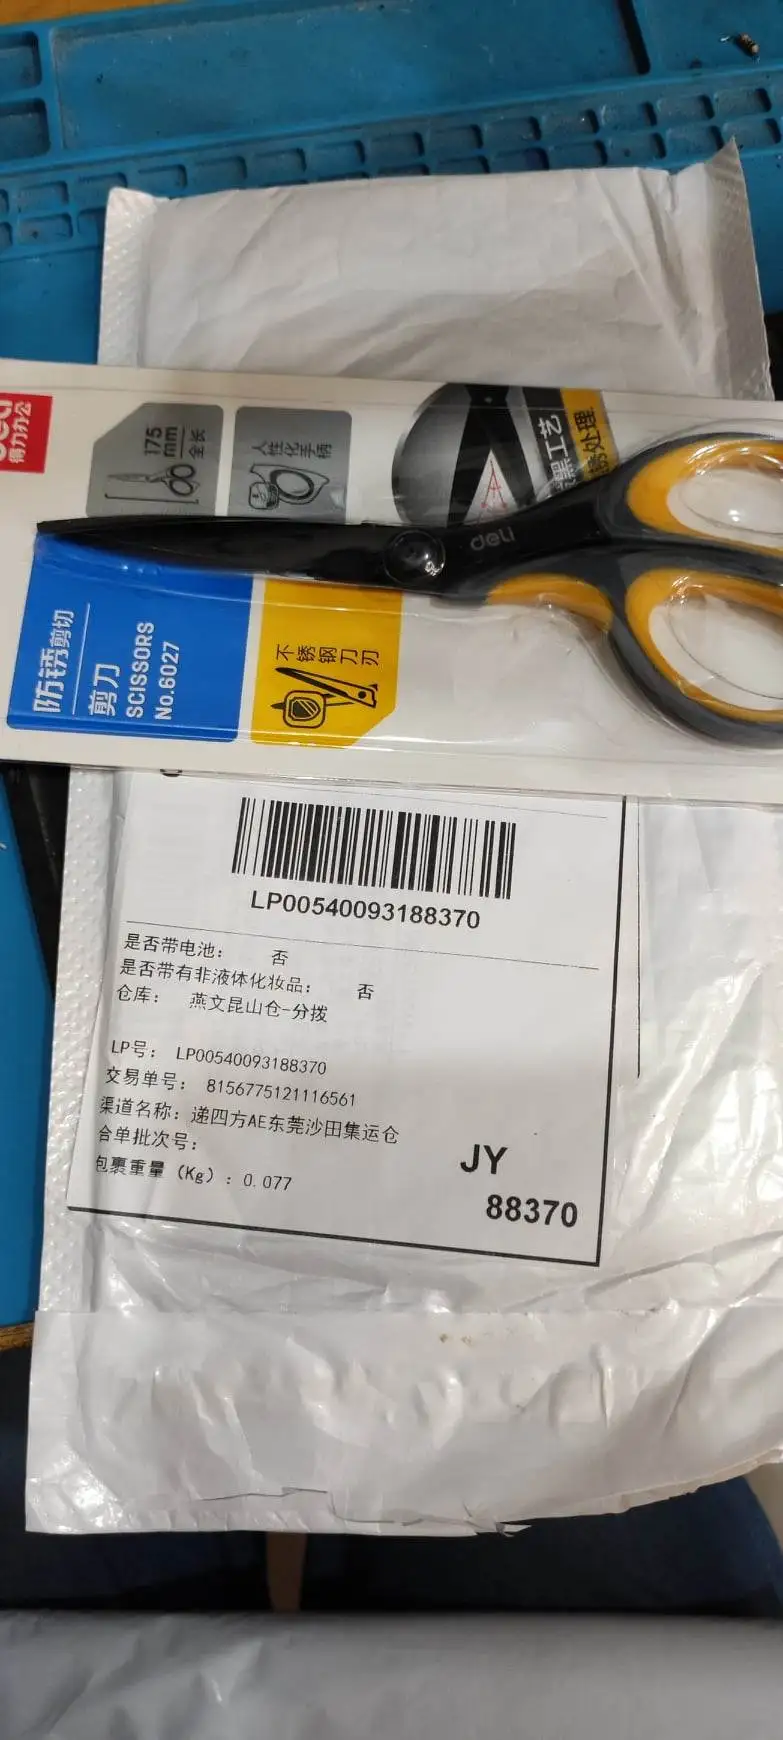 得力办公
175
mm
全长
人性化手柄
黑工艺
锈处理
deli
防锈剪切
剪刀
SCISSORS
No.6027
不锈钢刀刃
LP00540093188370
是否带电池： 否
是否带有非液体化妆品： 否
仓库： 燕文昆山仓-分拨
LP号： LP00540093188370
交易单号： 8156775121116561
渠道名称：递四方AE东莞沙田集运仓
合单批次号：
包裹重量（Kg）：0.077
JY
88370